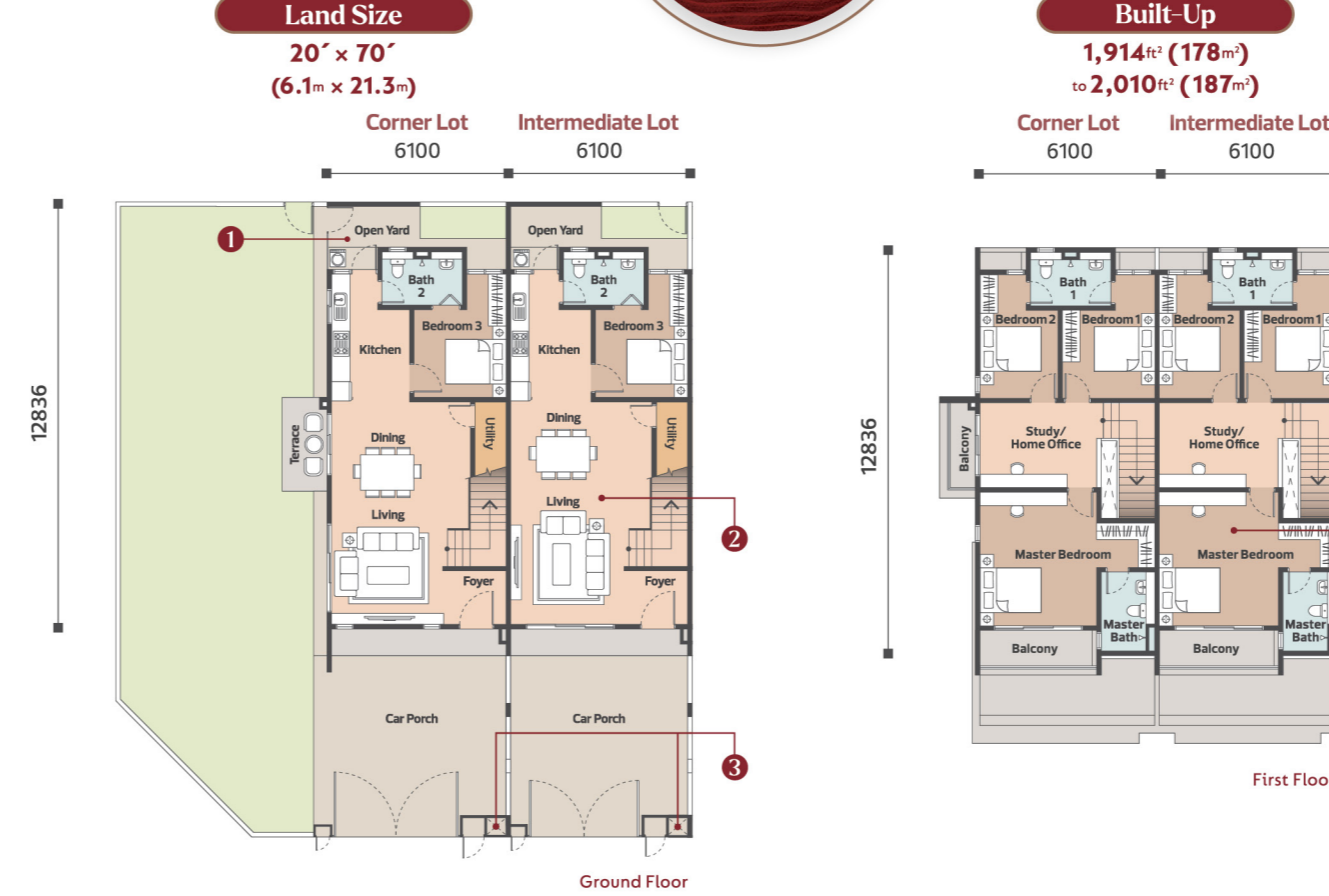 Land Size
20´ × 70´
(6.1m × 21.3m)
Built-Up
1,914ft² (178m²)
to 2,010ft² (187m²)
Corner Lot
Intermediate Lot
6100
6100
12836
1
Open Yard
Open Yard
Bath
2
Bath
2
Bedroom 3
Bedroom 3
Kitchen
Kitchen
Terrace
Dining
Dining
Utility
Utility
Living
Living
2
Foyer
Foyer
Car Porch
Car Porch
3
Ground Floor
Corner Lot
Intermediate Lot
6100
6100
12836
Bath
1
Bath
1
Bedroom 2
Bedroom 1
Bedroom 2
Bedroom 1
Balcony
Study/
Home Office
Study/
Home Office
Master Bedroom
Master Bedroom
Master
Bath
Master
Bath
Balcony
Balcony
First Floo